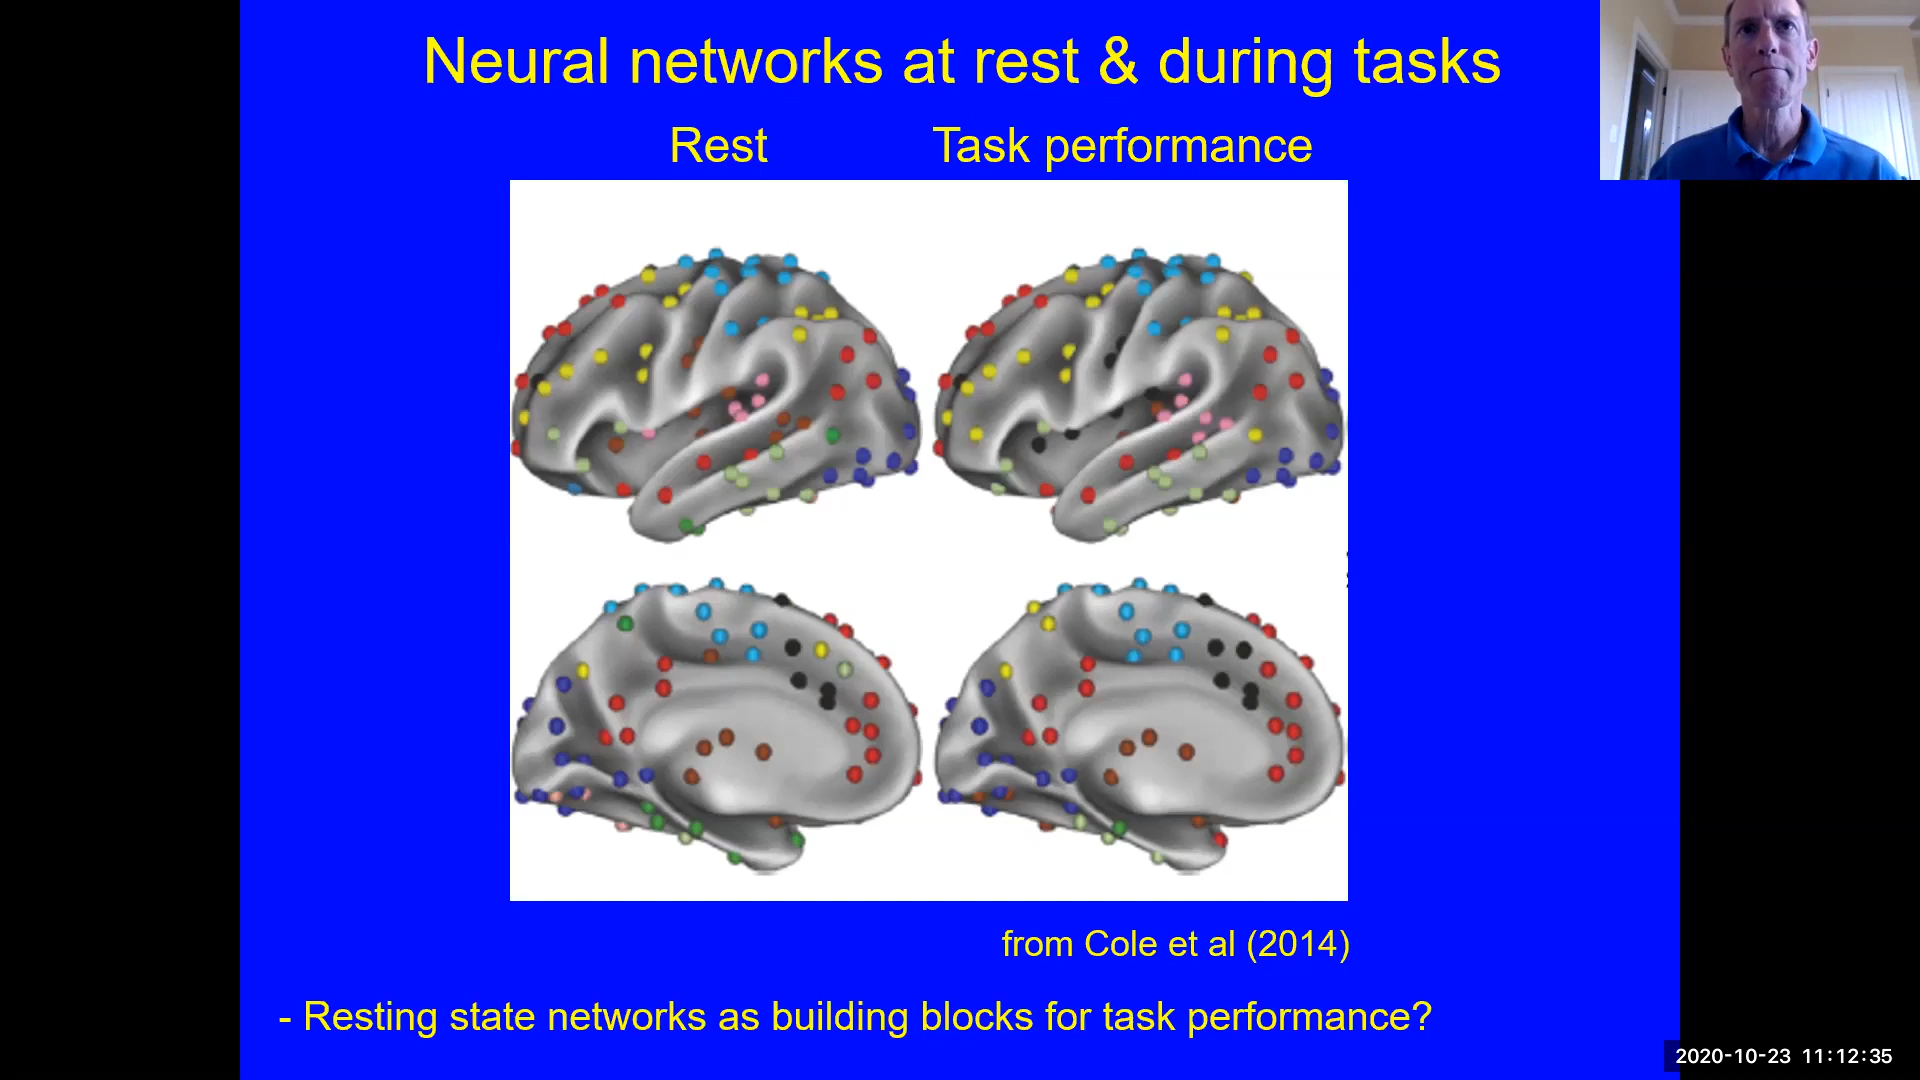 Neural networks at rest & during tasks
Rest Task performance
from Cole et al (2014)
- Resting state networks as building blocks for task performance?
2020-10-23 11:12:35